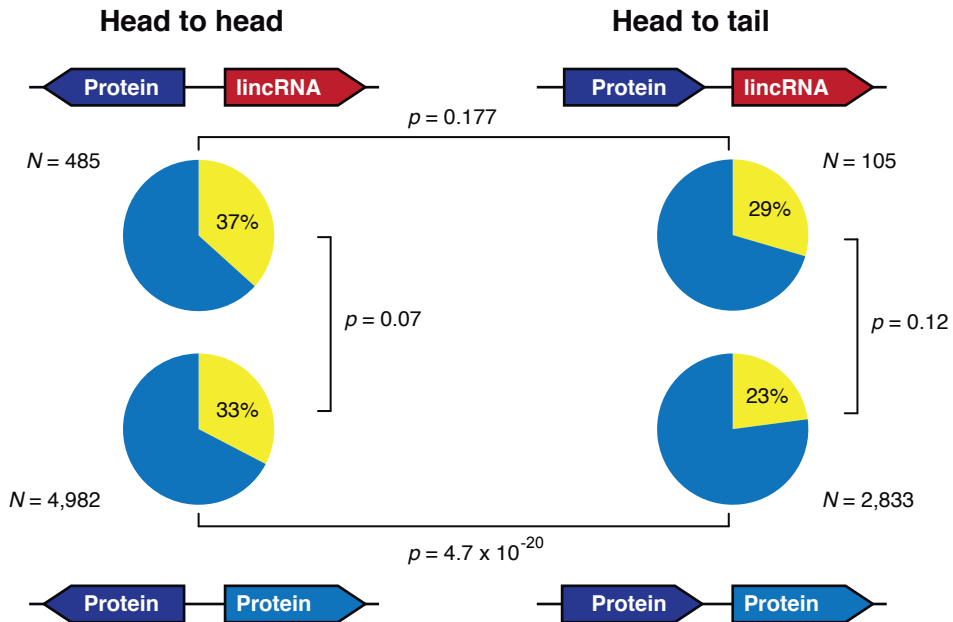 Head to head
Head to tail
Protein lincRNA
Protein lincRNA
p = 0.177
N = 485
N = 105
37%
29%
p = 0.07
p = 0.12
33%
23%
N = 4,982
N = 2,833
p = 4.7 x 10⁻²⁰
Protein Protein
Protein Protein